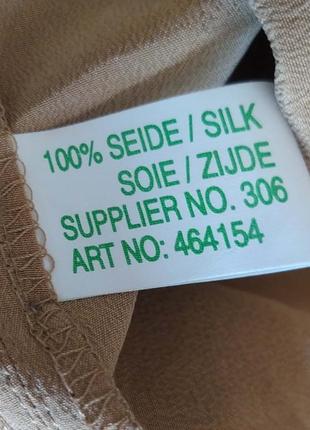 100% SEIDE / SILK
SOIE / ZIJDE
SUPPLIER NO. 306
ART NO: 464154